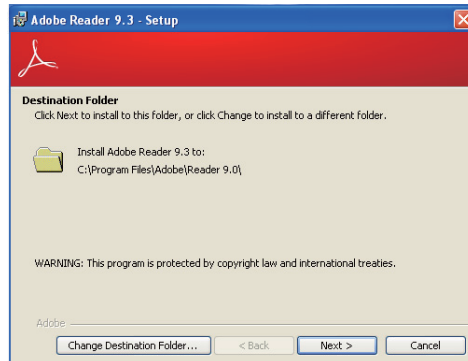 Adobe Reader 9.3 - Setup
Destination Folder
Click Next to install to this folder, or click Change to install to a different folder.
Install Adobe Reader 9.3 to:
C:\Program Files\Adobe\Reader 9.0\
WARNING: This program is protected by copyright law and international treaties.
Adobe
Change Destination Folder... < Back Next > Cancel